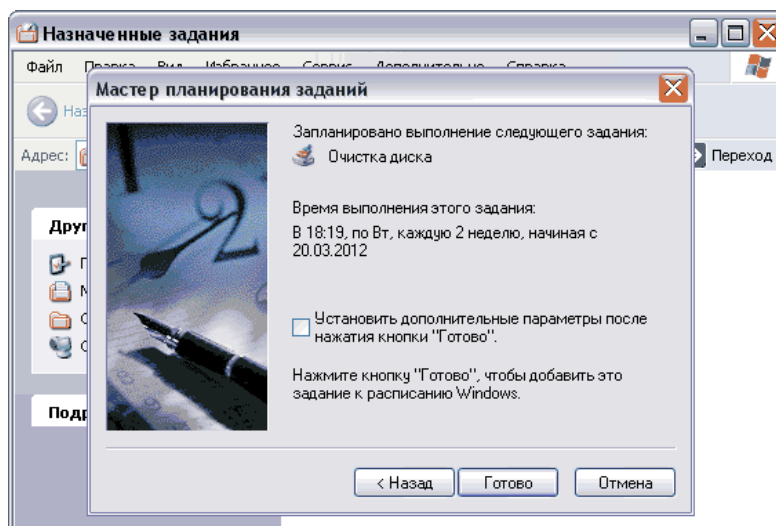 Назначенные задания
Файл
Мастер планирования заданий
Адрес:
Переход
Запланировано выполнение следующего задания:
Очистка диска
Время выполнения этого задания:
В 18:19, по Вт, каждую 2 неделю, начиная с
20.03.2012
Установить дополнительные параметры после
нажатия кнопки "Готово".
Нажмите кнопку "Готово", чтобы добавить это
задание к расписанию Windows.
< Назад Готово Отмена